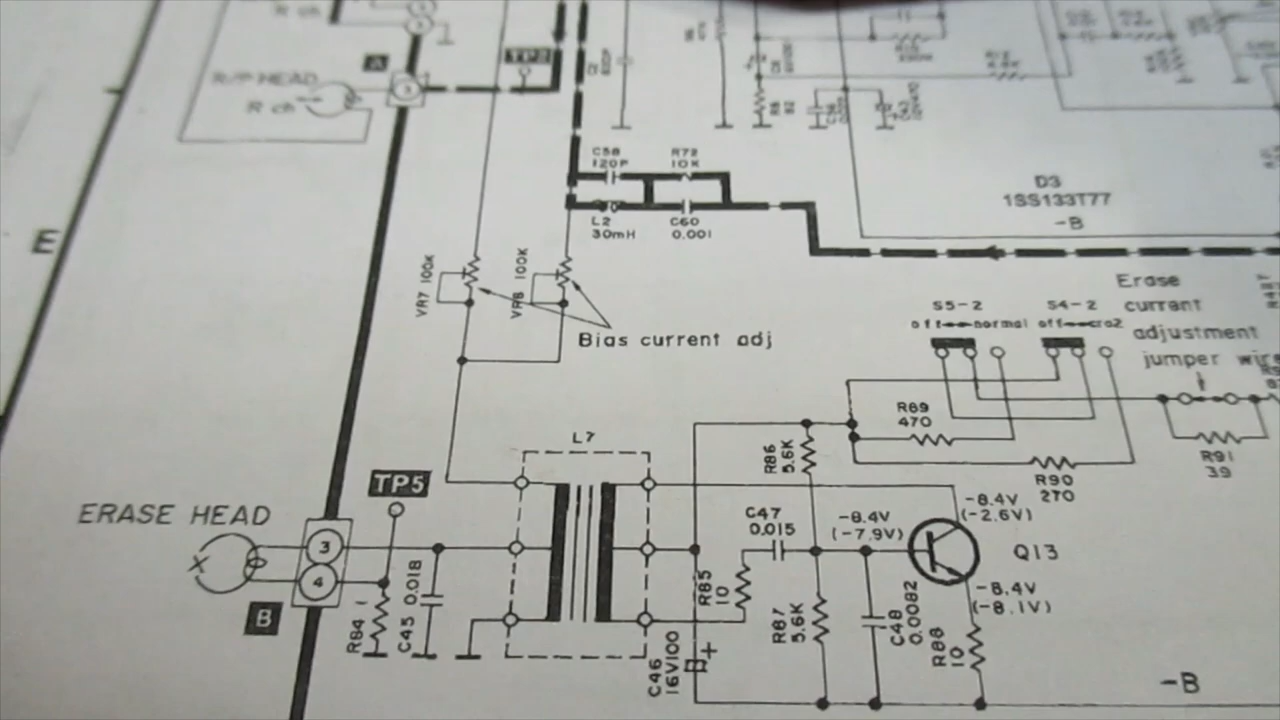 R ch
R/P HEAD
R ch
A
1
TP2
C58
120P
R72
10K
L2
30mH
C60
0.001
D3
1SS133T77
-B
E
VR7 100K
VR8 100K
Bias current adj
Erase
current
adjustment
jumper wire
S5-2
off normal
S4-2
off cro2
R89
470
R90
270
R91
39
L7
TP5
ERASE HEAD
3
4
B
R84 1
C45 0.018
R86
5.6K
C47
0.015
-8.4V
(-7.9V)
-8.4V
(-2.6V)
Q13
-8.4V
(-8.1V)
R85
10
R87
5.6K
C48
0.0082
R88
10
C46
16V100
+
-B